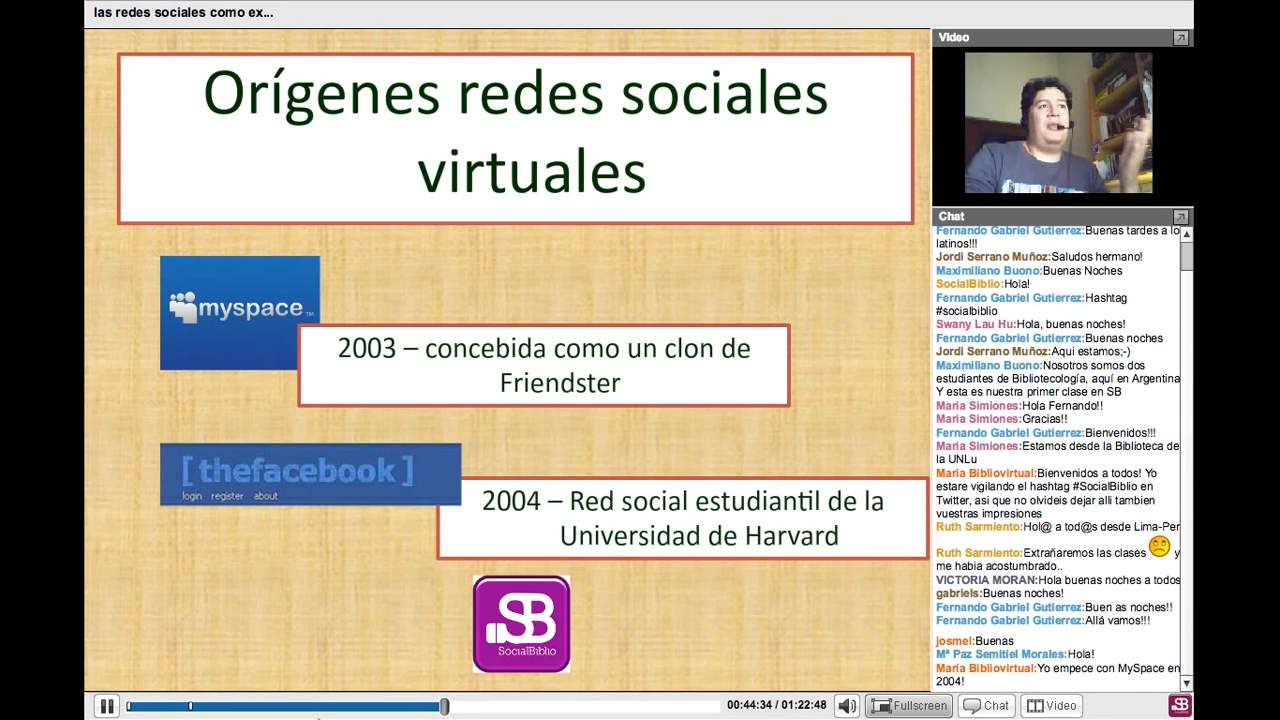 las redes sociales como ex...
Orígenes redes sociales
virtuales
myspace™
2003 – concebida como un clon de
Friendster
[ thefacebook ]
login register about
2004 – Red social estudiantil de la
Universidad de Harvard
SB
SocialBiblio
Video
Chat
Fernando Gabriel Gutierrez:Buenas tardes a lo
latinos!!!
Jordi Serrano Muñoz:Saludos hermano!
Maximiliano Buono:Buenas Noches
SocialBiblio:Hola!
Fernando Gabriel Gutierrez:Hashtag
#socialbiblio
Swany Lau Hu:Hola, buenas noches!
Fernando Gabriel Gutierrez:Buenas noches
Jordi Serrano Muñoz:Aqui estamos;-)
Maximiliano Buono:Nosotros somos dos
estudiantes de Bibliotecología, aquí en Argentina
Y esta es nuestra primer clase en SB
Maria Simiones:Hola Fernando!!
Maria Simiones:Gracias!!
Fernando Gabriel Gutierrez:Bienvenidos!!!
Maria Simiones:Estamos desde la Biblioteca de
la UNLu
María Bibliovirtual:Bienvenidos a todos! Yo
estare vigilando el hashtag #SocialBiblio en
Twitter, asi que no olvideis dejar alli tambien
vuestras impresiones
Ruth Sarmiento:Hol@ a tod@s desde Lima-Per
Ruth Sarmiento:Extrañaremos las clases y
me habia acostumbrado..
VICTORIA MORAN:Hola buenas noches a todos
gabriels:Buenas noches!
Fernando Gabriel Gutierrez:Buen as noches!!
Fernando Gabriel Gutierrez:Allá vamos!!!
josmel:Buenas
Mª Paz Semitiel Morales:Hola!
María Bibliovirtual:Yo empece con MySpace en
2004!
00:44:34 / 01:22:48
Fullscreen
Chat
Video
SB